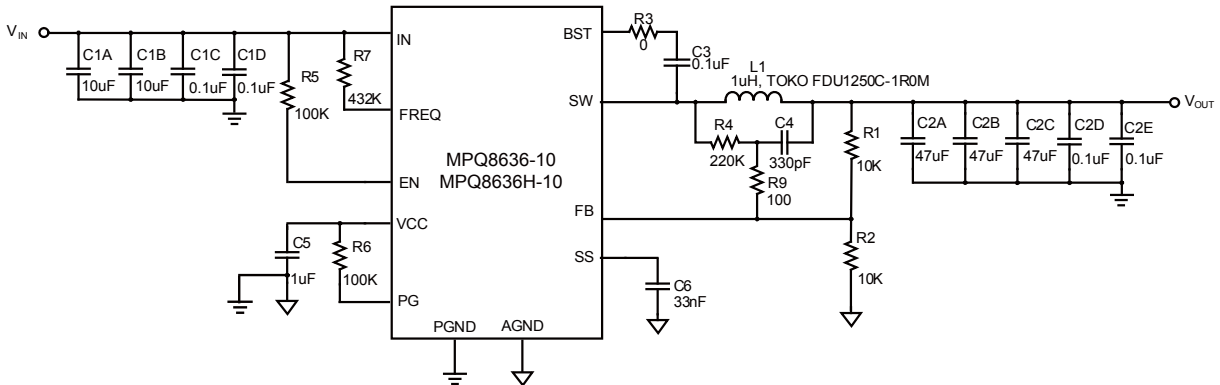 V IN
C1A
10uF
C1B
10uF
C1C
0.1uF
C1D
0.1uF
R5
100K
R7
432K
IN
FREQ
EN
VCC
PG
PGND
AGND
MPQ8636-10
MPQ8636H-10
BST
SW
FB
SS
C5
1uF
R6
100K
R3
0
C3
0.1uF
L1
1uH, TOKO FDU1250C-1R0M
R4
220K
C4
330pF
R9
100
R1
10K
R2
10K
C6
33nF
C2A
47uF
C2B
47uF
C2C
47uF
C2D
0.1uF
C2E
0.1uF
VOUT